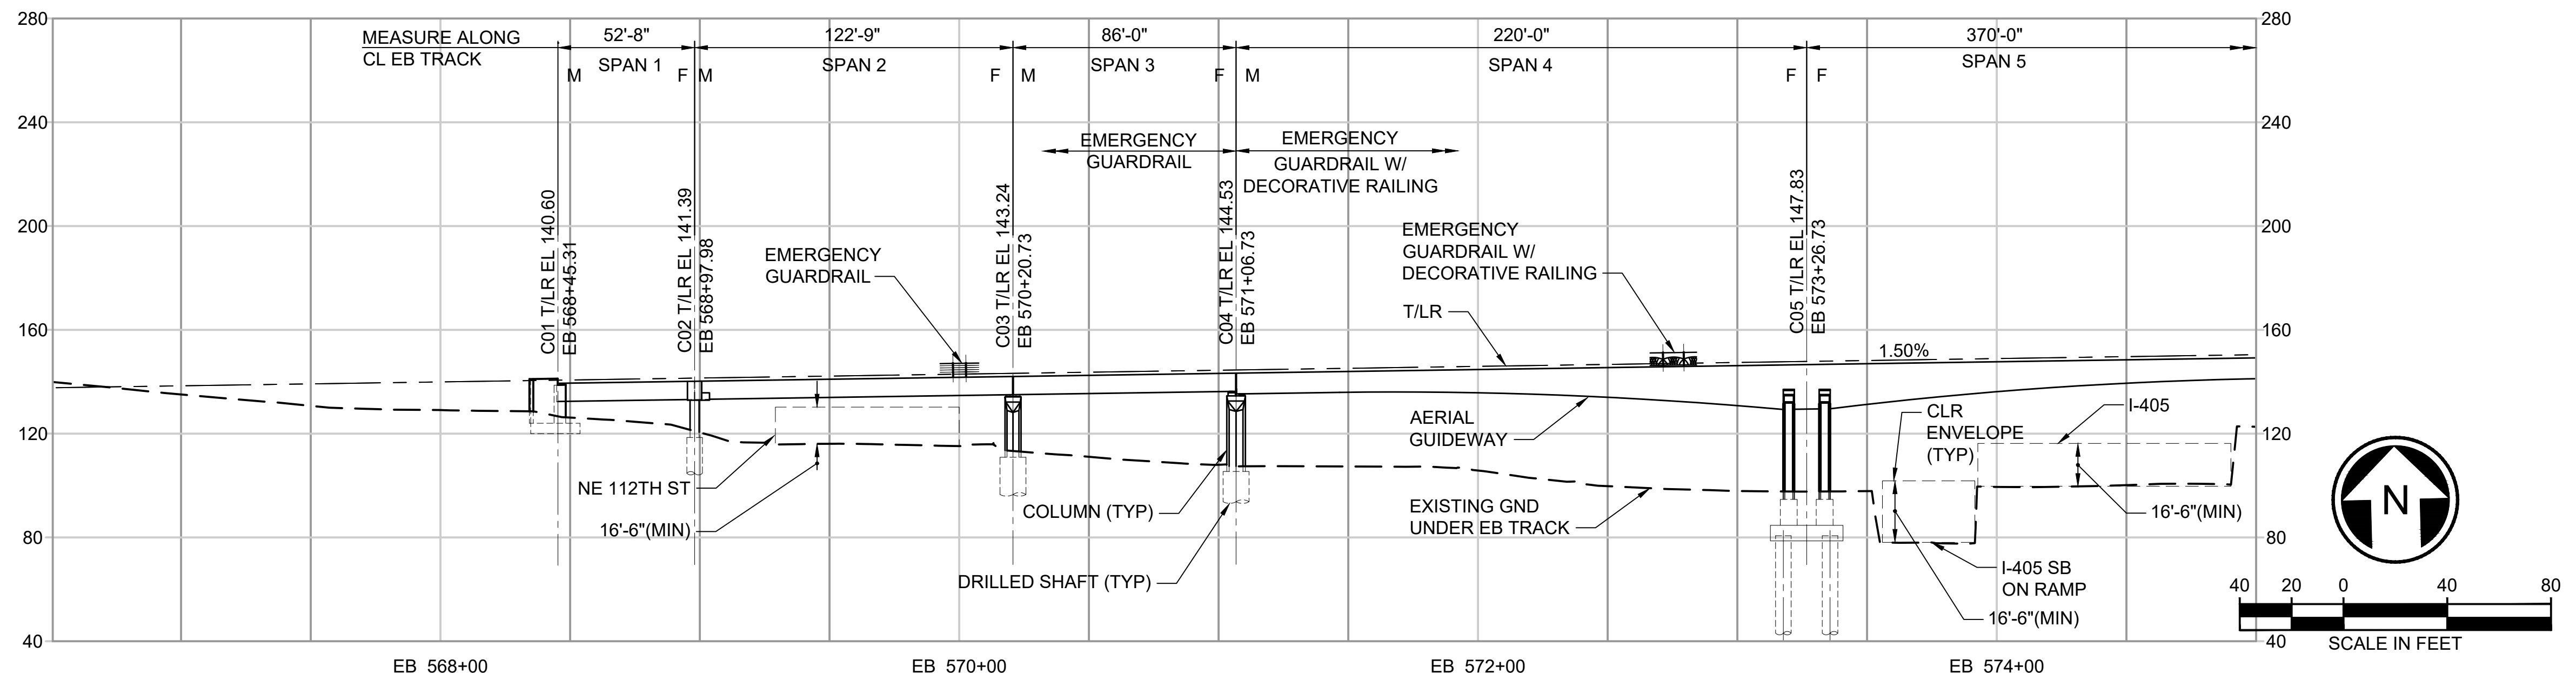 280
52'-8"
122'-9"
86'-0"
220'-0"
370'-0"
280
MEASURE ALONG
CL EB TRACK
SPAN 1
SPAN 2
SPAN 3
SPAN 4
SPAN 5
M
F
M
F
M
F
M
F
F
240
240
EMERGENCY
GUARDRAIL
EMERGENCY
GUARDRAIL W/
DECORATIVE RAILING
200
200
C01 T/LR EL 140.60
EB 568+45.31
C02 T/LR EL 141.39
EB 568+97.98
C03 T/LR EL 143.24
EB 570+20.73
C04 T/LR EL 144.53
EB 571+06.73
C05 T/LR EL 147.83
EB 573+26.73
EMERGENCY
GUARDRAIL
EMERGENCY
GUARDRAIL W/
DECORATIVE RAILING
T/LR
160
160
1.50%
120
120
AERIAL
GUIDEWAY
CLR
ENVELOPE
(TYP)
I-405
NE 112TH ST
16'-6"(MIN)
COLUMN (TYP)
EXISTING GND
UNDER EB TRACK
16'-6"(MIN)
N
80
80
DRILLED SHAFT (TYP)
I-405 SB
ON RAMP
16'-6"(MIN)
40
20
0
40
80
SCALE IN FEET
40
40
EB 568+00
EB 570+00
EB 572+00
EB 574+00